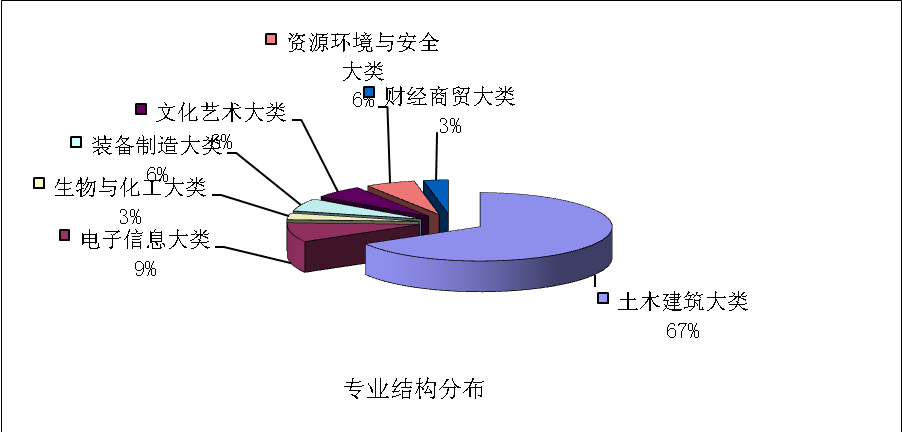 资源环境与安全
大类
6%
财经商贸大类
3%
文化艺术大类
6%
装备制造大类
6%
生物与化工大类
3%
电子信息大类
9%
土木建筑大类
67%
专业结构分布